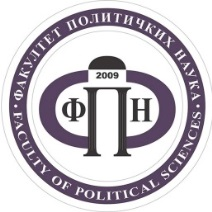 • ФАКУЛТЕТ ПОЛИТИЧКИХ НАУКА •
2009
ФПН
FACULTY OF POLITICAL SCIENCES